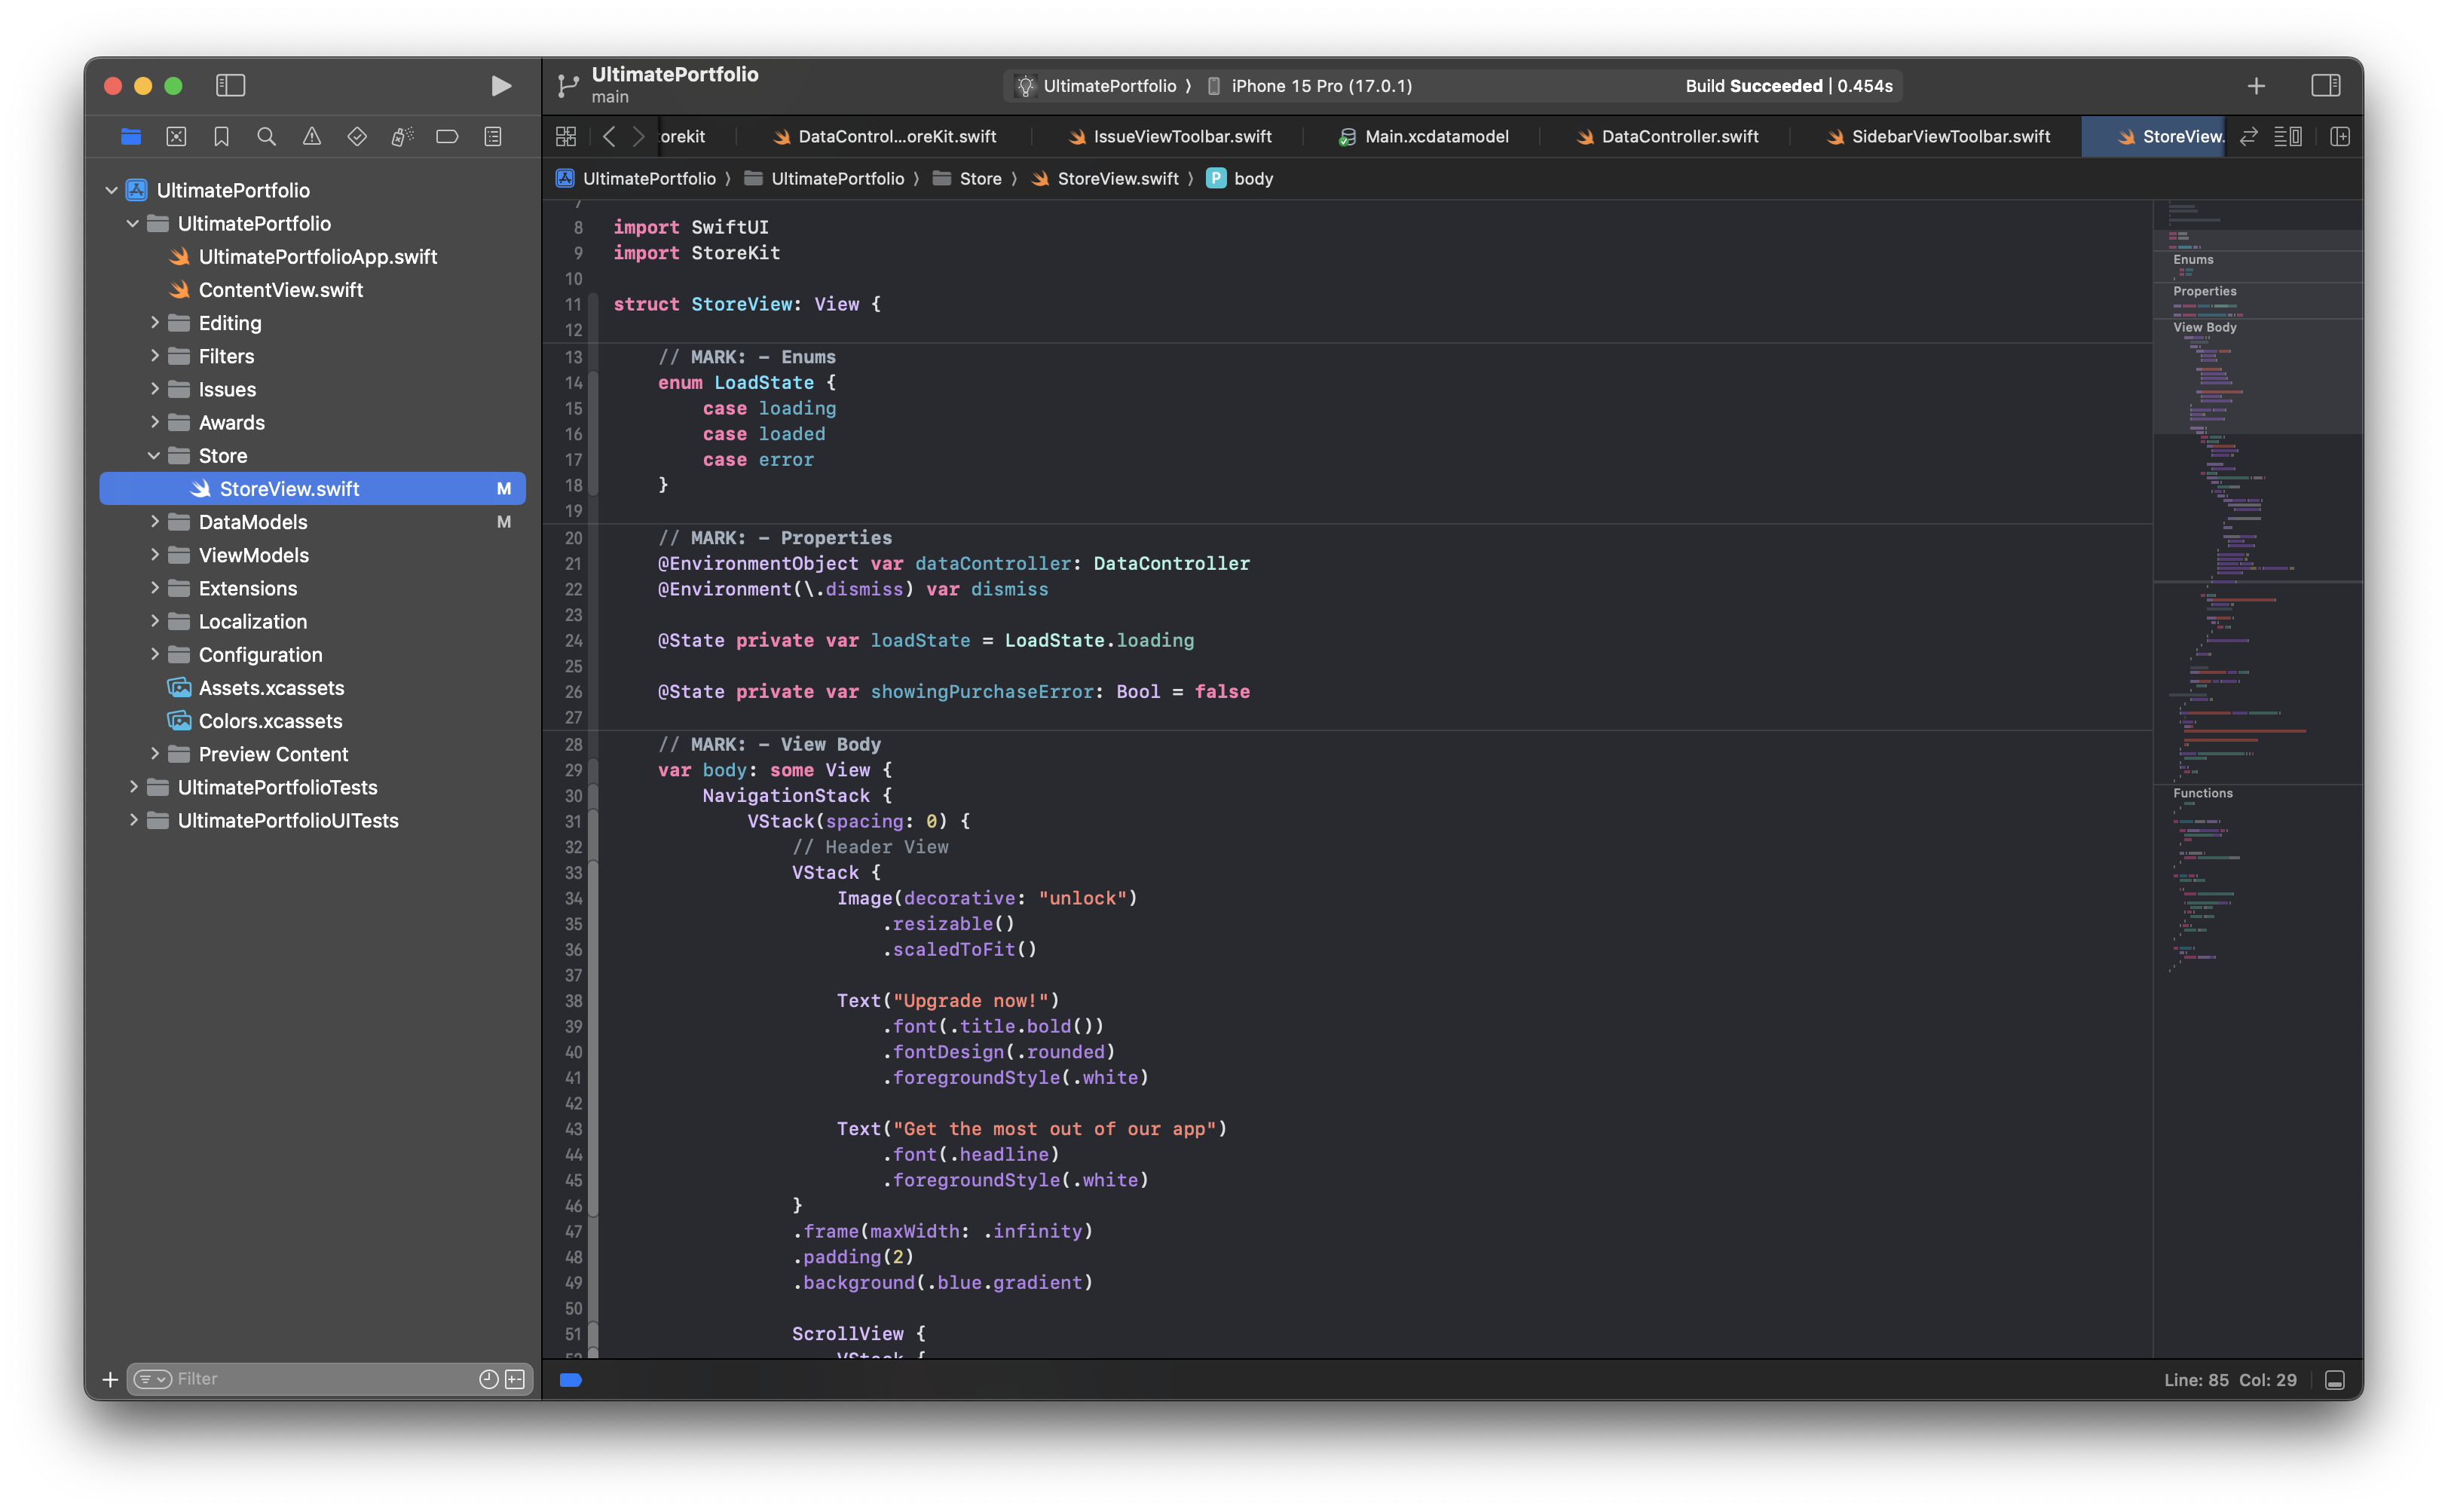 UltimatePortfolio
main
UltimatePortfolio 〉 iPhone 15 Pro (17.0.1)
Build Succeeded | 0.454s
orekit
DataControl...oreKit.swift
IssueViewToolbar.swift
Main.xcdatamodel
DataController.swift
SidebarViewToolbar.swift
StoreView.
UltimatePortfolio 〉 UltimatePortfolio 〉 Store 〉 StoreView.swift 〉 P body
UltimatePortfolio
UltimatePortfolio
UltimatePortfolioApp.swift
ContentView.swift
Editing
Filters
Issues
Awards
Store
StoreView.swift M
DataModels M
ViewModels
Extensions
Localization
Configuration
Assets.xcassets
Colors.xcassets
Preview Content
UltimatePortfolioTests
UltimatePortfolioUITests
Filter
7
8 import SwiftUI
9 import StoreKit
10
11 struct StoreView: View {
12
13 // MARK: - Enums
14 enum LoadState {
15 case loading
16 case loaded
17 case error
18 }
19
20 // MARK: - Properties
21 @EnvironmentObject var dataController: DataController
22 @Environment(\.dismiss) var dismiss
23
24 @State private var loadState = LoadState.loading
25
26 @State private var showingPurchaseError: Bool = false
27
28 // MARK: - View Body
29 var body: some View {
30 NavigationStack {
31 VStack(spacing: 0) {
32 // Header View
33 VStack {
34 Image(decorative: "unlock")
35 .resizable()
36 .scaledToFit()
37
38 Text("Upgrade now!")
39 .font(.title.bold())
40 .fontDesign(.rounded)
41 .foregroundStyle(.white)
42
43 Text("Get the most out of our app")
44 .font(.headline)
45 .foregroundStyle(.white)
46 }
47 .frame(maxWidth: .infinity)
48 .padding(2)
49 .background(.blue.gradient)
50
51 ScrollView {
52 VStack {
Enums
Properties
View Body
Functions
Line: 85 Col: 29